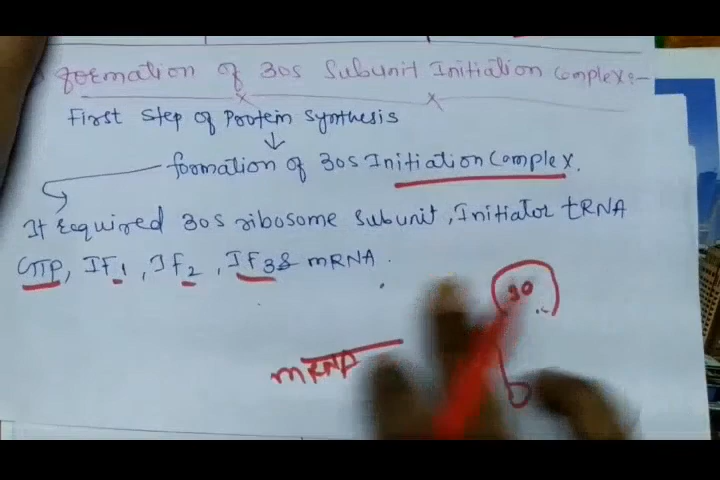 formation of 30s Subunit Initiation Complex:-
First Step of Protein Synthesis
formation of 30s Initiation Complex.
It required 30s ribosome subunit, Initiator tRNA
GTP, IF1, IF2, IF3 & mRNA.
30
mRNA